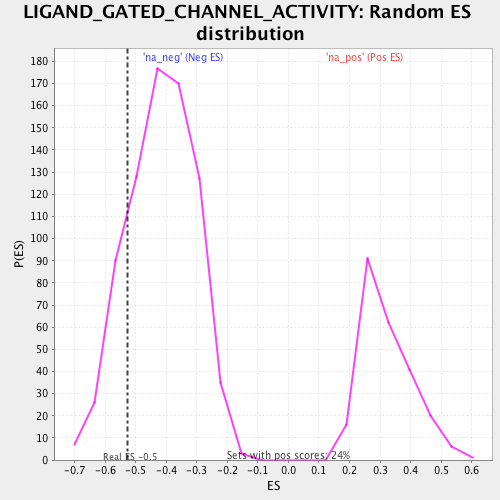 LIGAND_GATED_CHANNEL_ACTIVITY: Random ES
distribution
'na_neg' (Neg ES)
'na_pos' (Pos ES)
P(ES)
180
170
160
150
140
130
120
110
100
90
80
70
60
50
40
30
20
10
0
Real ES -0.5
Sets with pos scores: 24%
-0.7 -0.6 -0.5 -0.4 -0.3 -0.2 -0.1 0.0 0.1 0.2 0.3 0.4 0.5 0.6
ES